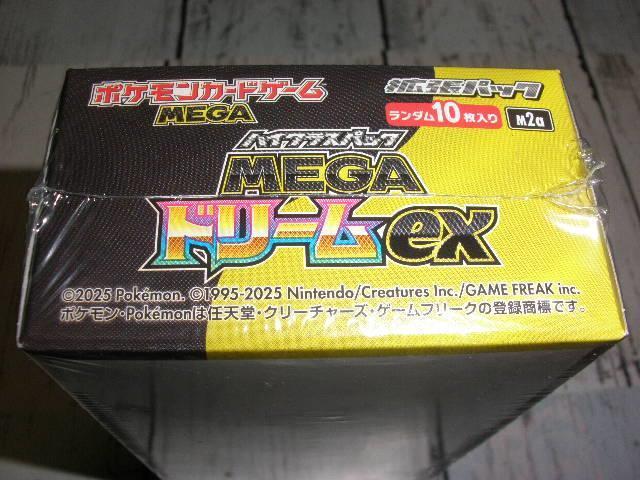 ポケモンカードゲーム
MEGA
拡張パック
ランダム10枚入り
M2a
ハイクラスパック
MEGA
ドリームex
©2025 Pokémon. ©1995-2025 Nintendo/Creatures Inc./GAME FREAK inc.
ポケモン・Pokémonは任天堂・クリーチャーズ・ゲームフリークの登録商標です。